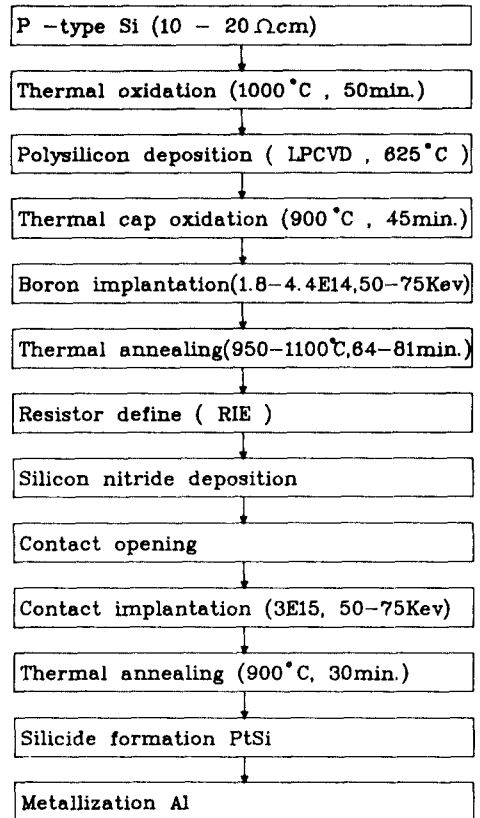 P -type Si (10 - 20 Ωcm)
Thermal oxidation (1000°C , 50min.)
Polysilicon deposition ( LPCVD , 625°C )
Thermal cap oxidation (900°C , 45min.)
Boron implantation(1.8-4.4E14,50-75Kev)
Thermal annealing(950-1100℃,64-81min.)
Resistor define ( RIE )
Silicon nitride deposition
Contact opening
Contact implantation (3E15, 50-75Kev)
Thermal annealing (900°C, 30min.)
Silicide formation PtSi
Metallization Al